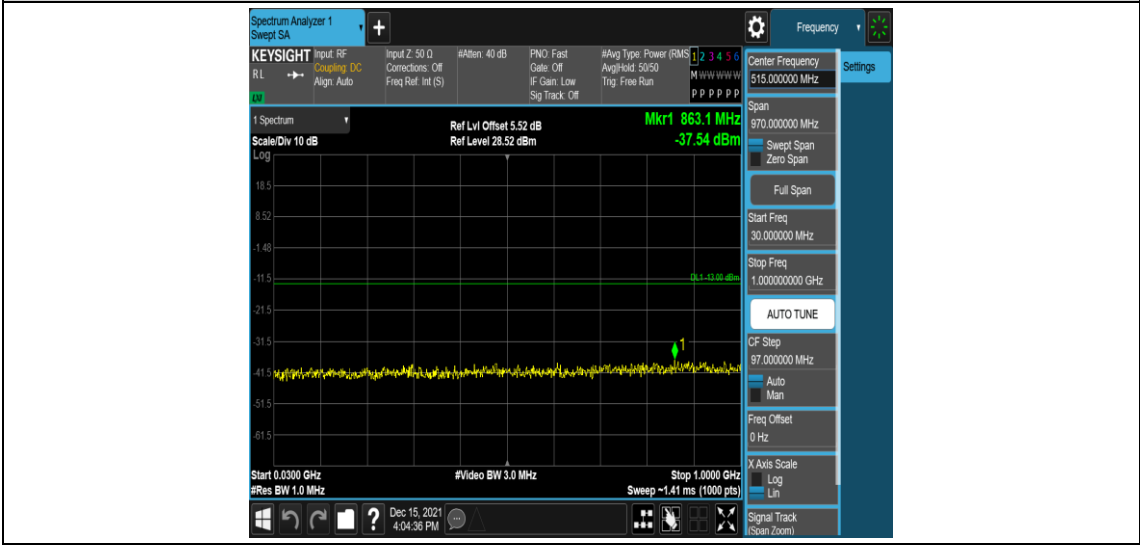 Spectrum Analyzer 1
Swept SA
+
Frequency
KEYSIGHT
RL
LM
Input: RF
Coupling: DC
Align: Auto
Input Z: 50 Ω
Corrections: Off
Freq Ref: Int (S)
#Atten: 40 dB
PNO: Fast
Gate: Off
IF Gain: Low
Sig Track: Off
#Avg Type: Power (RMS
Avg|Hold: 50/50
Trig: Free Run
1 2 3 4 5 6
M W W W W W
P P P P P P
1 Spectrum
Scale/Div 10 dB
Log
Ref Lvl Offset 5.52 dB
Ref Level 28.52 dBm
Mkr1 863.1 MHz
-37.54 dBm
18.5
8.52
-1.48
-11.5
-21.5
-31.5
-41.5
-51.5
-61.5
DL1 -13.00 dBm
1
Start 0.0300 GHz
#Res BW 1.0 MHz
#Video BW 3.0 MHz
Stop 1.0000 GHz
Sweep ~1.41 ms (1000 pts)
Dec 15, 2021
4:04:36 PM
?
Center Frequency
515.000000 MHz
Span
970.000000 MHz
Swept Span
Zero Span
Full Span
Start Freq
30.000000 MHz
Stop Freq
1.000000000 GHz
AUTO TUNE
CF Step
97.000000 MHz
Auto
Man
Freq Offset
0 Hz
X Axis Scale
Log
Lin
Signal Track
(Span Zoom)
Settings